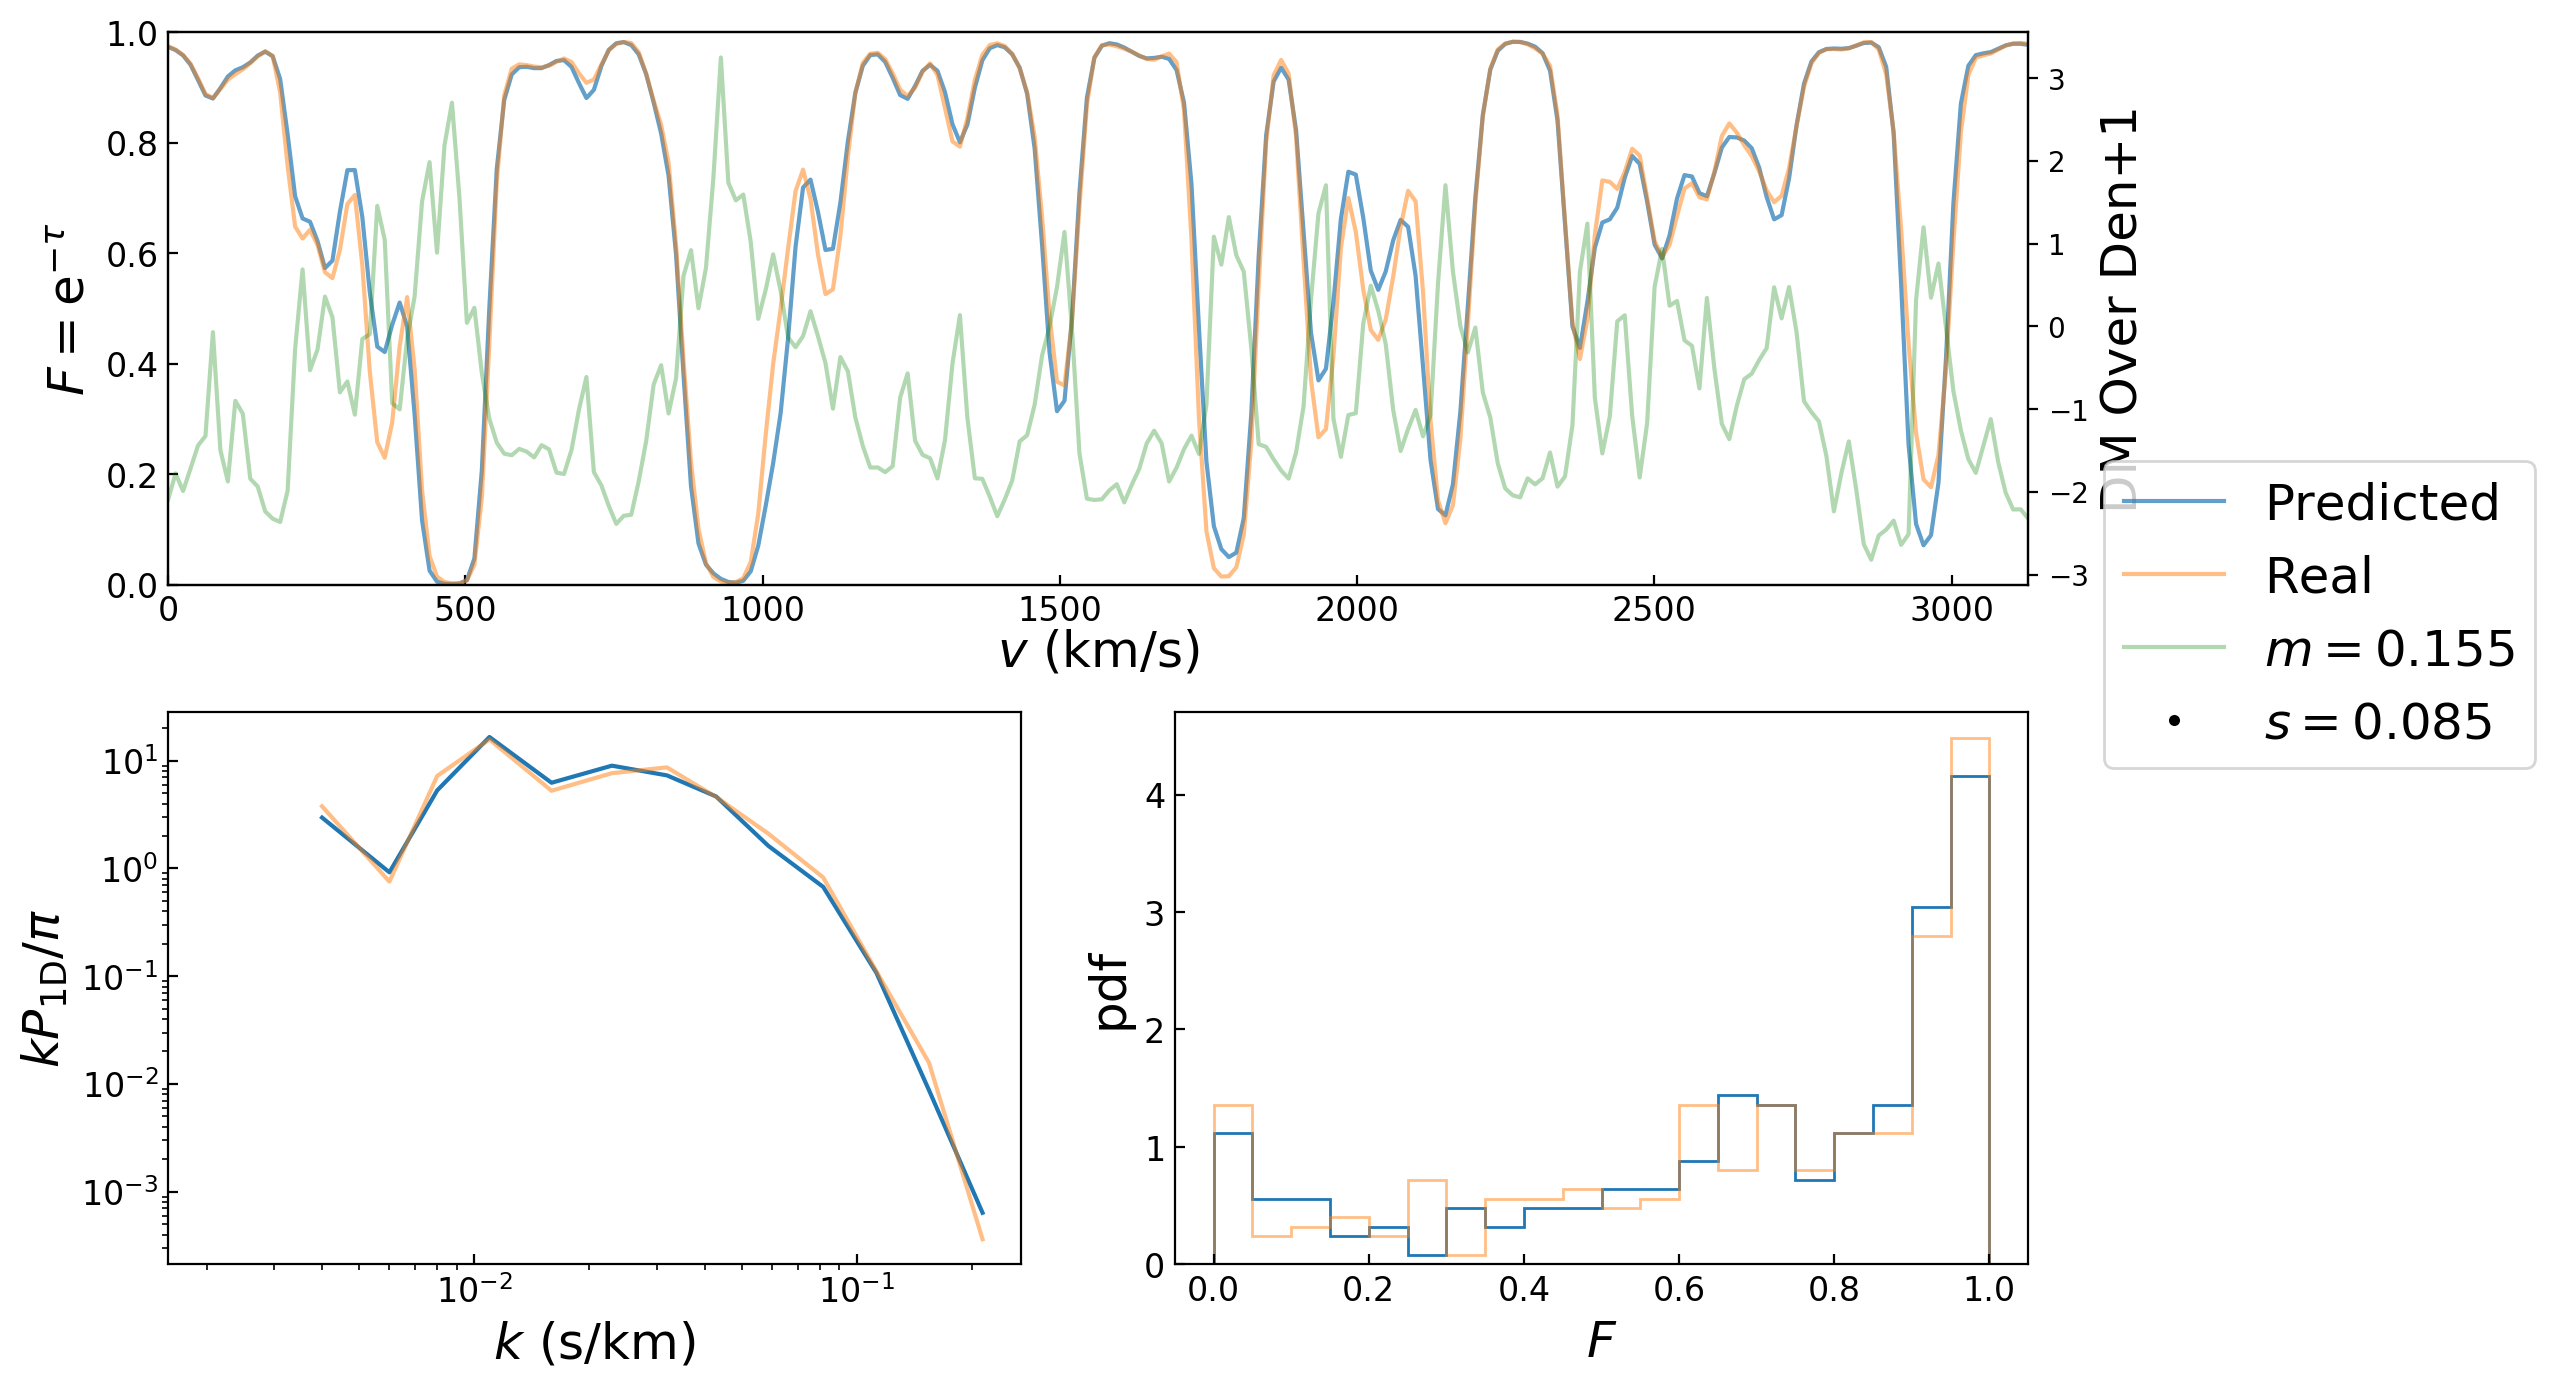 1.0
0.8
0.6
0.4
0.2
0.0
F = e^{−τ}
0 500 1000 1500 2000 2500 3000
v (km/s)
3
2
1
0
−1
−2
−3
DM Over Den+1
Predicted
Real
m = 0.155
s = 0.085
10^1
10^0
10^{−1}
10^{−2}
10^{−3}
kP_{1D}/π
10^{−2} 10^{−1}
k (s/km)
4
3
2
1
0
pdf
0.0 0.2 0.4 0.6 0.8 1.0
F